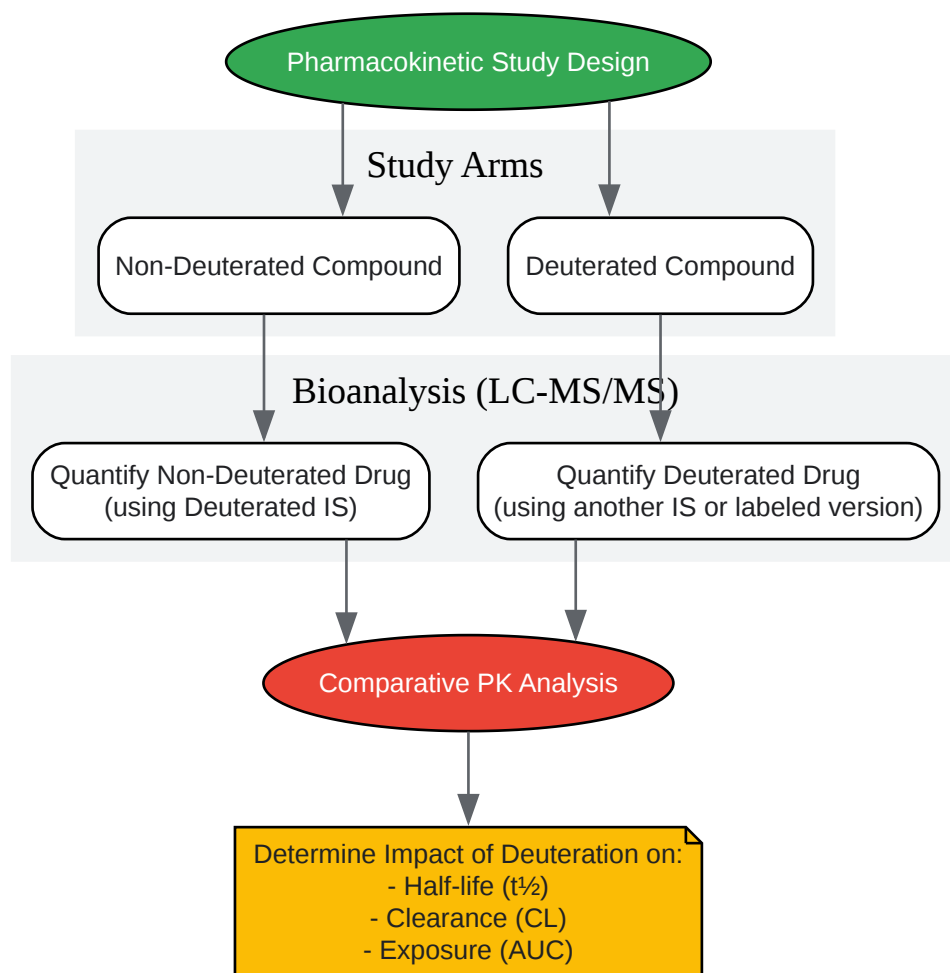 Pharmacokinetic Study Design
Study Arms
Non-Deuterated Compound
Deuterated Compound
Bioanalysis (LC-MS/MS)
Quantify Non-Deuterated Drug
(using Deuterated IS)
Quantify Deuterated Drug
(using another IS or labeled version)
Comparative PK Analysis
Determine Impact of Deuteration on:
- Half-life (t½)
- Clearance (CL)
- Exposure (AUC)